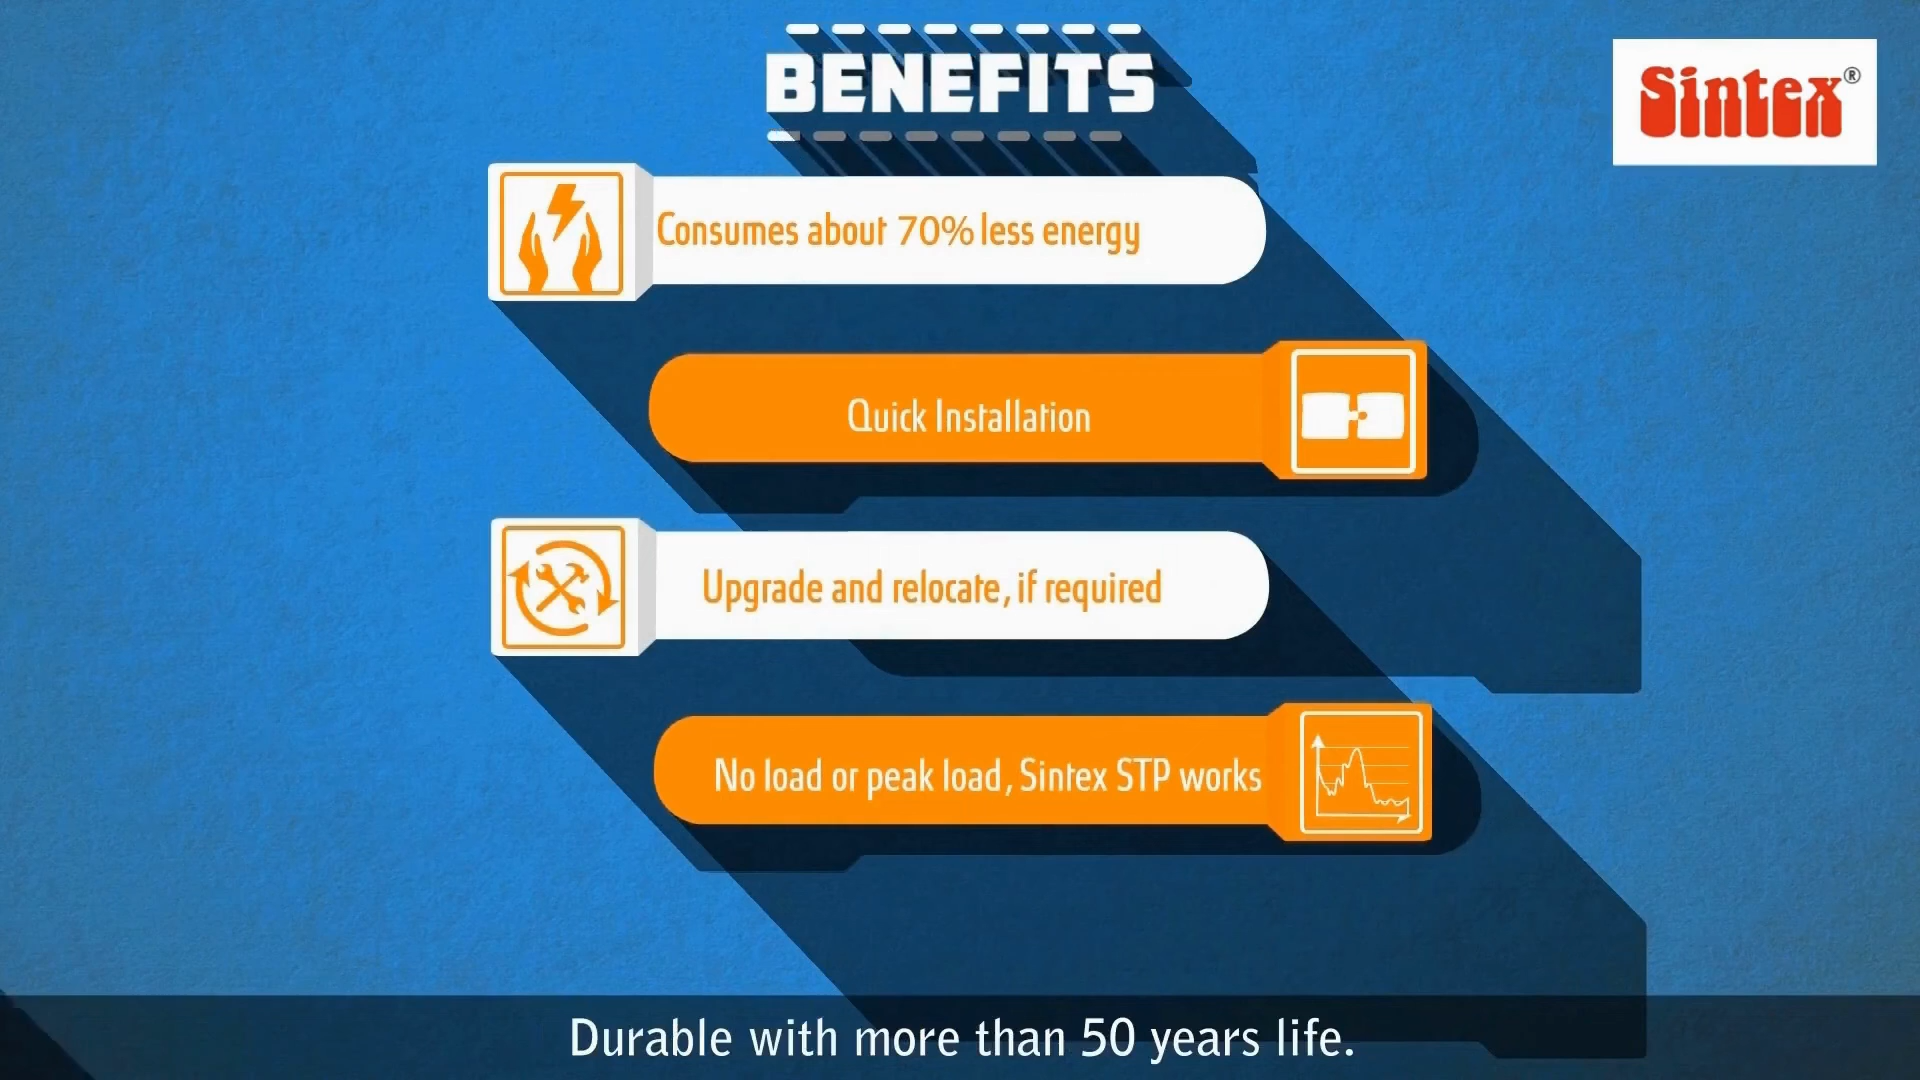 BENEFITS
Sintex®
Consumes about 70% less energy
Quick Installation
Upgrade and relocate, if required
No load or peak load, Sintex STP works
Durable with more than 50 years life.